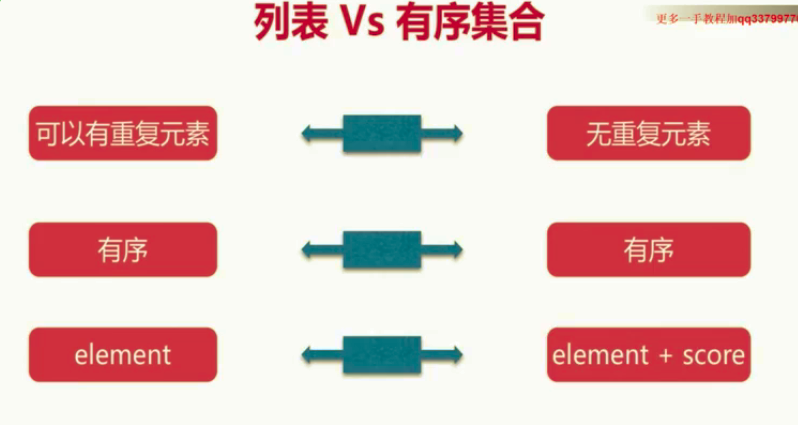 列表 Vs 有序集合
更多一手教程加qq3379977
可以有重复元素
无重复元素
有序
有序
element
element + score